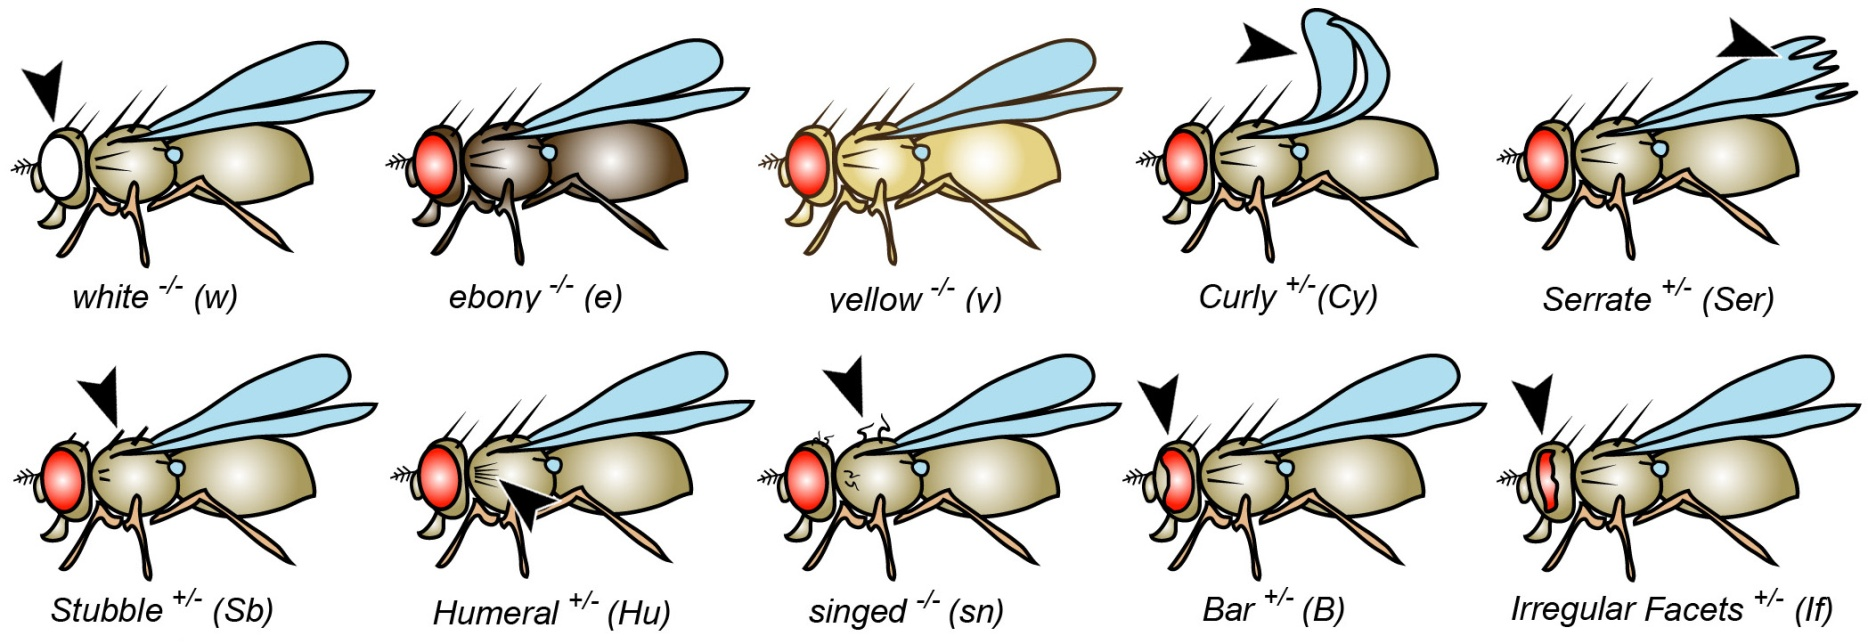 white -/- (w)
ebony -/- (e)
yellow -/- (y)
Curly +/- (Cy)
Serrate +/- (Ser)
Stubble +/- (Sb)
Humeral +/- (Hu)
singed -/- (sn)
Bar +/- (B)
Irregular Facets +/- (If)